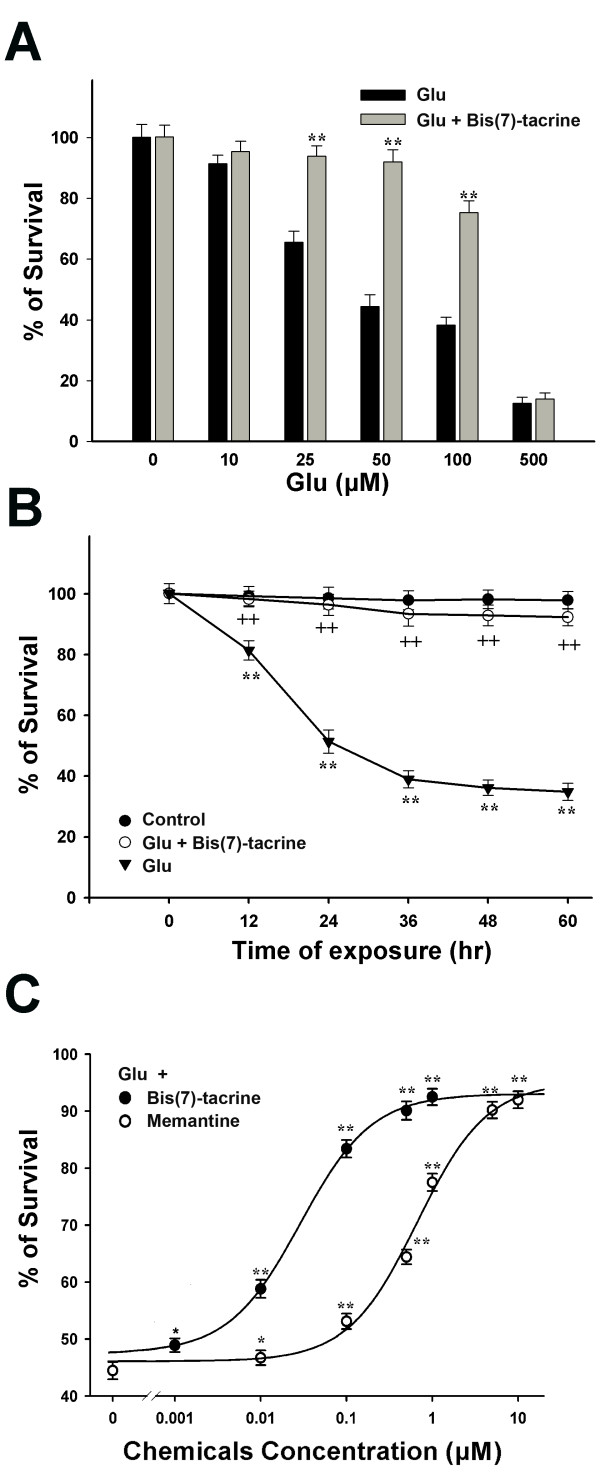 A
Glu
Glu + Bis(7)-tacrine
% of Survival
100
80
60
40
20
0
** ** **
0 10 25 50 100 500
Glu (µM)
B
% of Survival
100
80
60
40
20
0
++ ++ ++ ++ ++
** ** ** ** **
Control
Glu + Bis(7)-tacrine
Glu
0 12 24 36 48 60
Time of exposure (hr)
C
% of Survival
100
90
80
70
60
50
40
Glu +
Bis(7)-tacrine
Memantine
* ** ** ** **
* ** ** ** ** **
0 0.001 0.01 0.1 1 10
Chemicals Concentration (µM)